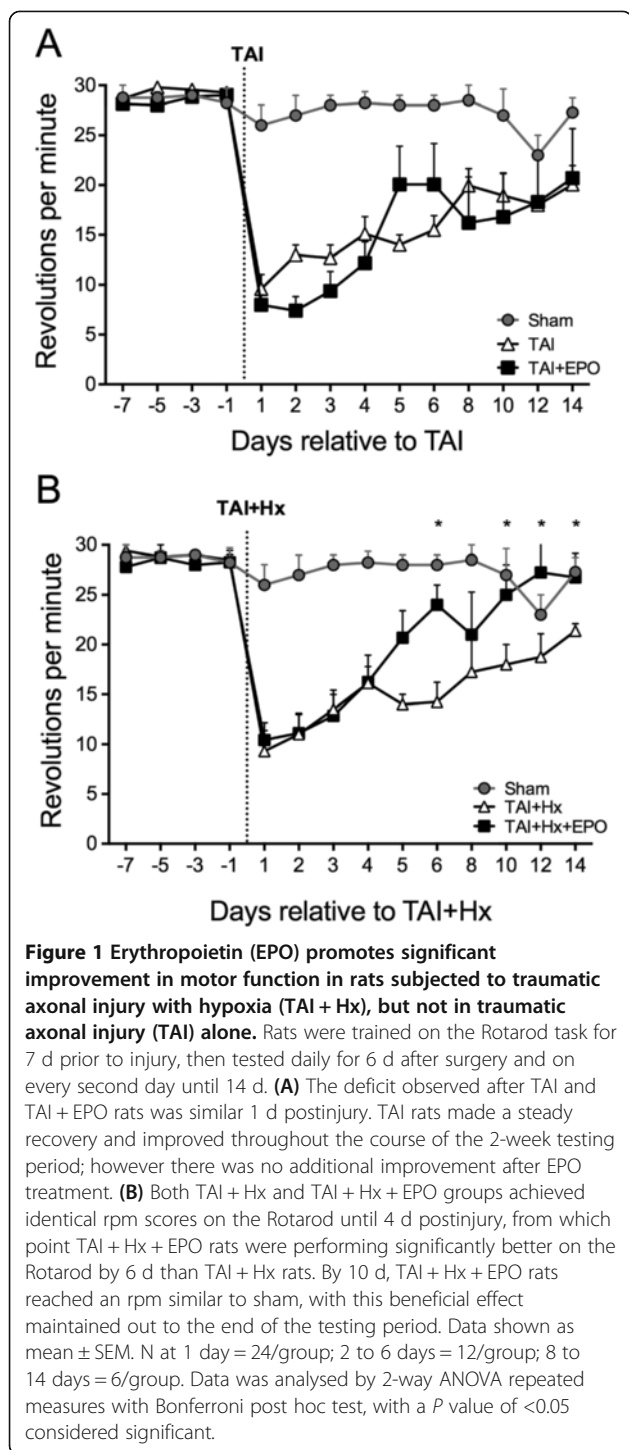 A
TAI
30
25
20
15
10
5
0
Revolutions per minute
Sham
TAI
TAI+EPO
-7 -5 -3 -1 1 2 3 4 5 6 8 10 12 14
Days relative to TAI
B
TAI+Hx
* * * *
30
25
20
15
10
5
0
Revolutions per minute
Sham
TAI+Hx
TAI+Hx+EPO
-7 -5 -3 -1 1 2 3 4 5 6 8 10 12 14
Days relative to TAI+Hx
Figure 1 Erythropoietin (EPO) promotes significant
improvement in motor function in rats subjected to traumatic
axonal injury with hypoxia (TAI + Hx), but not in traumatic
axonal injury (TAI) alone. Rats were trained on the Rotarod task for
7 d prior to injury, then tested daily for 6 d after surgery and on
every second day until 14 d. (A) The deficit observed after TAI and
TAI + EPO rats was similar 1 d postinjury. TAI rats made a steady
recovery and improved throughout the course of the 2-week testing
period; however there was no additional improvement after EPO
treatment. (B) Both TAI + Hx and TAI + Hx + EPO groups achieved
identical rpm scores on the Rotarod until 4 d postinjury, from which
point TAI + Hx + EPO rats were performing significantly better on the
Rotarod by 6 d than TAI + Hx rats. By 10 d, TAI + Hx + EPO rats
reached an rpm similar to sham, with this beneficial effect
maintained out to the end of the testing period. Data shown as
mean ± SEM. N at 1 day = 24/group; 2 to 6 days = 12/group; 8 to
14 days = 6/group. Data was analysed by 2-way ANOVA repeated
measures with Bonferroni post hoc test, with a P value of <0.05
considered significant.